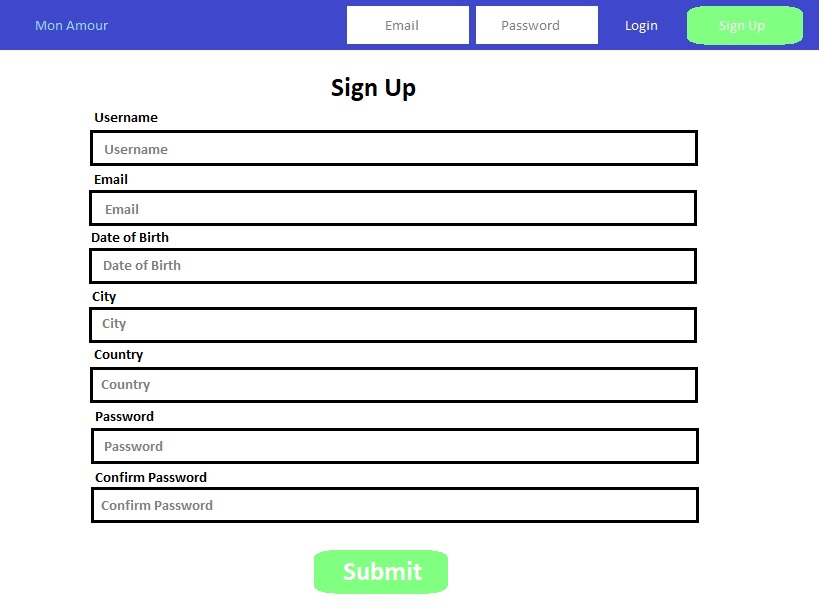 Mon Amour Email Password Login Sign Up
Sign Up
Username
Username
Email
Email
Date of Birth
Date of Birth
City
City
Country
Country
Password
Password
Confirm Password
Confirm Password
Submit